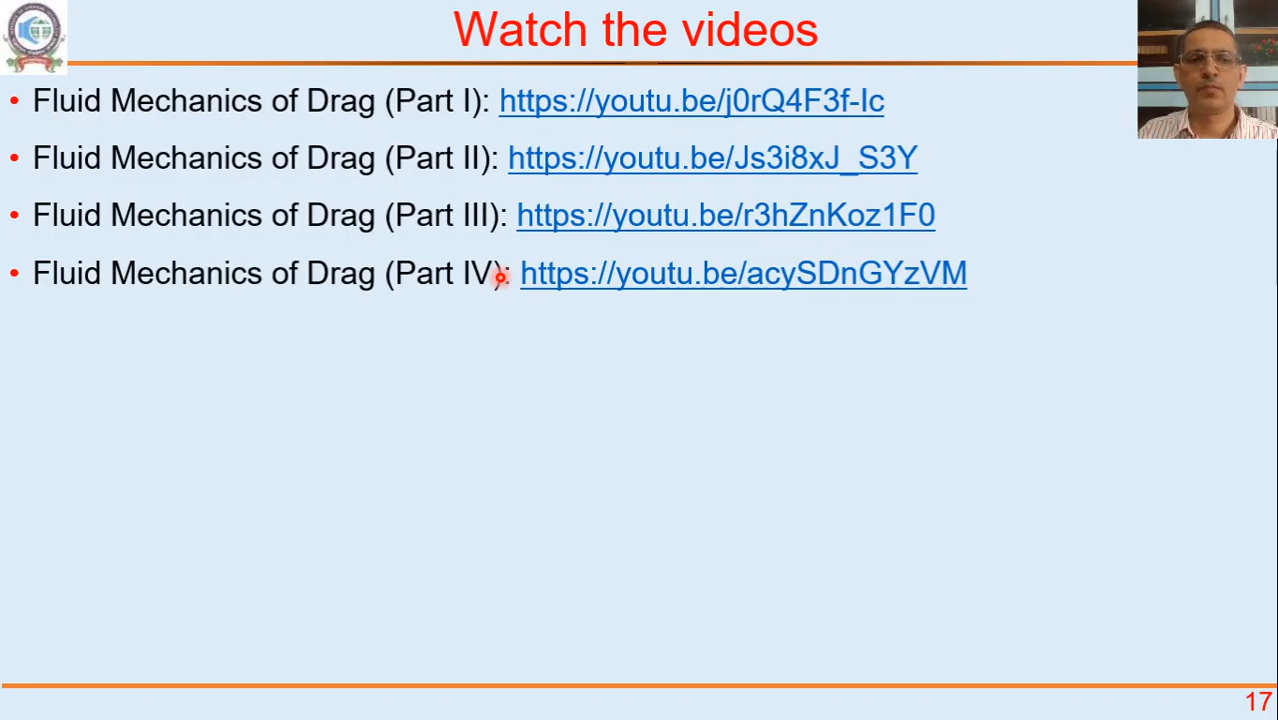 Watch the videos
• Fluid Mechanics of Drag (Part I): https://youtu.be/j0rQ4F3f-Ic
• Fluid Mechanics of Drag (Part II): https://youtu.be/Js3i8xJ_S3Y
• Fluid Mechanics of Drag (Part III): https://youtu.be/r3hZnKoz1F0
• Fluid Mechanics of Drag (Part IV): https://youtu.be/acySDnGYzVM
17